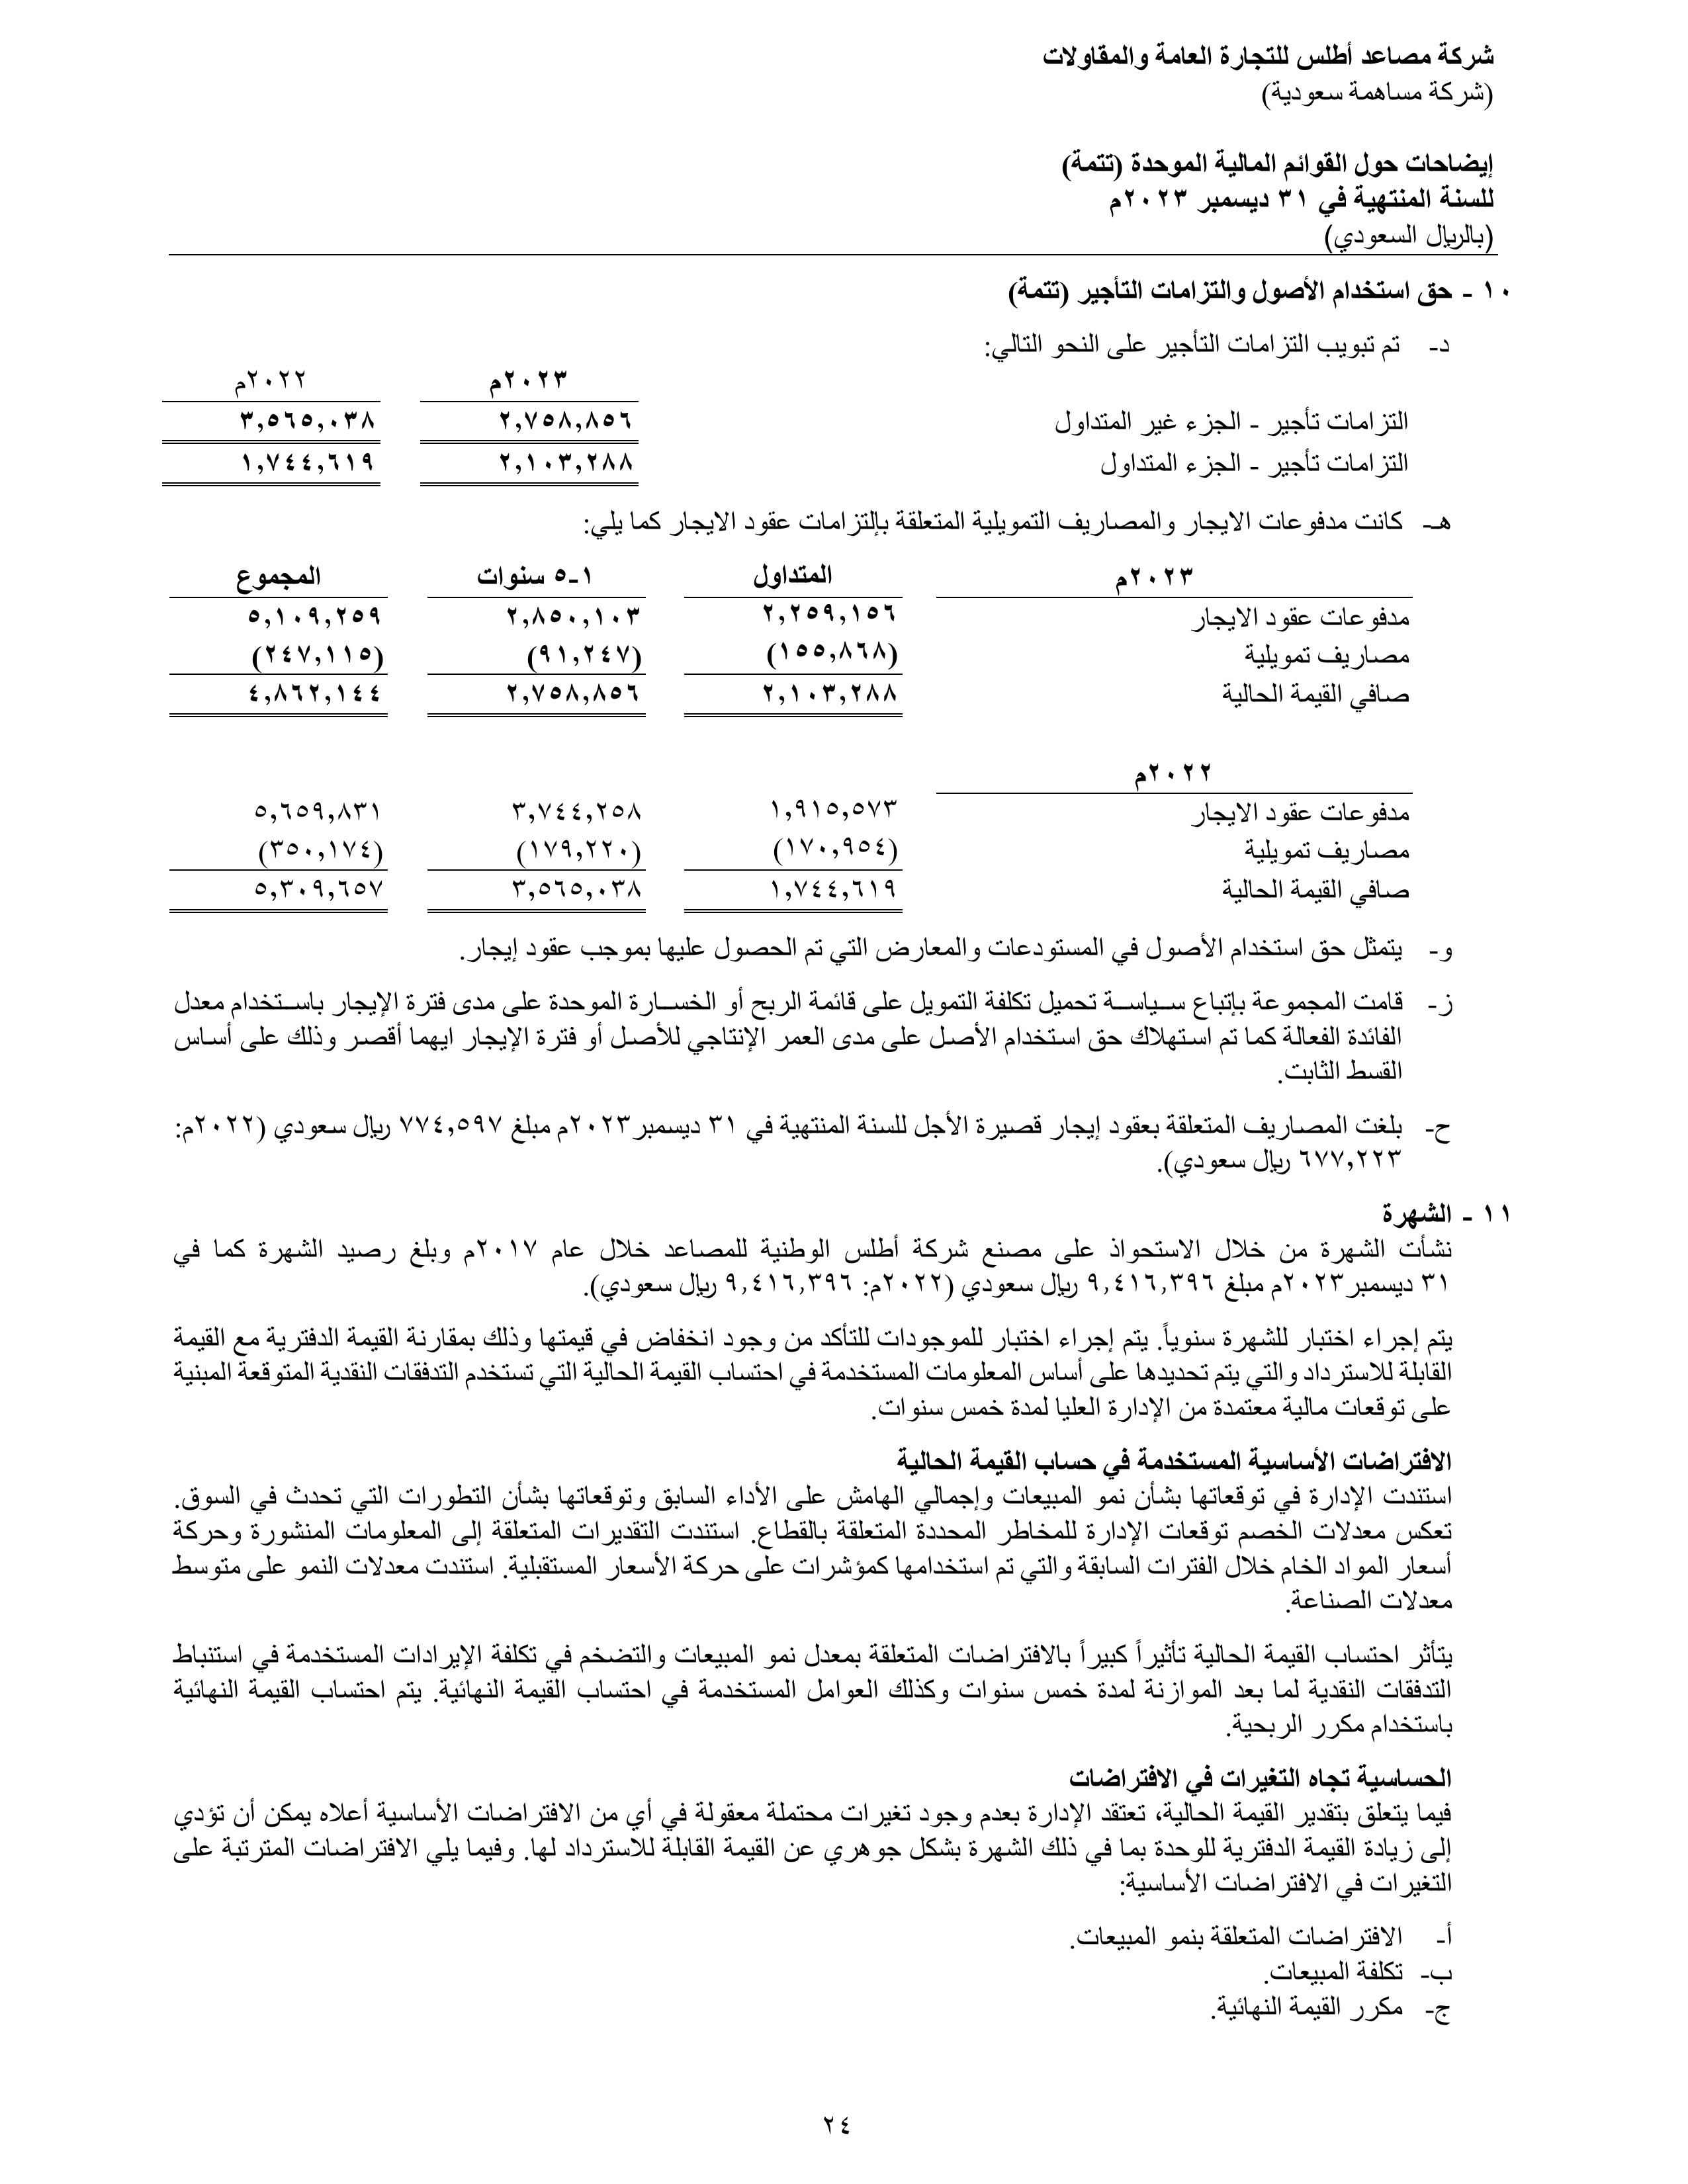 شركة مصاعد أطلس للتجارة العامة والمقاولات
(شركة مساهمة سعودية)
إيضاحات حول القوائم المالية الموحدة (تتمة)
للسنة المنتهية في ٣١ ديسمبر ٢٠٢٣م
(بالريال السعودي)
١٠ - حق استخدام الأصول والتزامات التأجير (تتمة)
د- تم تبويب التزامات التأجير على النحو التالي:
٢٠٢٣م ٢٠٢٢م
التزامات تأجير - الجزء غير المتداول ٢,٧٥٨,٨٥٦ ٣,٥٦٥,٠٣٨
التزامات تأجير - الجزء المتداول ٢,١٠٣,٢٨٨ ١,٧٤٤,٦١٩
هـ- كانت مدفوعات الايجار والمصاريف التمويلية المتعلقة بإلتزامات عقود الايجار كما يلي:
٢٠٢٣م المتداول ١-٥ سنوات المجموع
مدفوعات عقود الايجار ٢,٢٥٩,١٥٦ ٢,٨٥٠,١٠٣ ٥,١٠٩,٢٥٩
مصاريف تمويلية (١٥٥,٨٦٨) (٩١,٢٤٧) (٢٤٧,١١٥)
صافي القيمة الحالية ٢,١٠٣,٢٨٨ ٢,٧٥٨,٨٥٦ ٤,٨٦٢,١٤٤
٢٠٢٢م
مدفوعات عقود الايجار ١,٩١٥,٥٧٣ ٣,٧٤٤,٢٥٨ ٥,٦٥٩,٨٣١
مصاريف تمويلية (١٧٠,٩٥٤) (١٧٩,٢٢٠) (٣٥٠,١٧٤)
صافي القيمة الحالية ١,٧٤٤,٦١٩ ٣,٥٦٥,٠٣٨ ٥,٣٠٩,٦٥٧
و- يتمثل حق استخدام الأصول في المستودعات والمعارض التي تم الحصول عليها بموجب عقود إيجار.
ز- قامت المجموعة بإتباع سياسة تحميل تكلفة التمويل على قائمة الربح أو الخسارة الموحدة على مدى فترة الإيجار باستخدام معدل
الفائدة الفعالة كما تم استهلاك حق استخدام الأصل على مدى العمر الإنتاجي للأصل أو فترة الإيجار ايهما أقصر وذلك على أساس
القسط الثابت.
ح- بلغت المصاريف المتعلقة بعقود إيجار قصيرة الأجل للسنة المنتهية في ٣١ ديسمبر٢٠٢٣م مبلغ ٧٧٤,٥٩٧ ريال سعودي (٢٠٢٢م:
٦٧٧,٢٢٣ ريال سعودي).
١١ - الشهرة
نشأت الشهرة من خلال الاستحواذ على مصنع شركة أطلس الوطنية للمصاعد خلال عام ٢٠١٧م وبلغ رصيد الشهرة كما في
٣١ ديسمبر٢٠٢٣م مبلغ ٩,٤١٦,٣٩٦ ريال سعودي (٢٠٢٢م: ٩,٤١٦,٣٩٦ ريال سعودي).
يتم إجراء اختبار للشهرة سنوياً. يتم إجراء اختبار للموجودات للتأكد من وجود انخفاض في قيمتها وذلك بمقارنة القيمة الدفترية مع القيمة
القابلة للاسترداد والتي يتم تحديدها على أساس المعلومات المستخدمة في احتساب القيمة الحالية التي تستخدم التدفقات النقدية المتوقعة المبنية
على توقعات مالية معتمدة من الإدارة العليا لمدة خمس سنوات.
الافتراضات الأساسية المستخدمة في حساب القيمة الحالية
استندت الإدارة في توقعاتها بشأن نمو المبيعات وإجمالي الهامش على الأداء السابق وتوقعاتها بشأن التطورات التي تحدث في السوق.
تعكس معدلات الخصم توقعات الإدارة للمخاطر المحددة المتعلقة بالقطاع. استندت التقديرات المتعلقة إلى المعلومات المنشورة وحركة
أسعار المواد الخام خلال الفترات السابقة والتي تم استخدامها كمؤشرات على حركة الأسعار المستقبلية. استندت معدلات النمو على متوسط
معدلات الصناعة.
يتأثر احتساب القيمة الحالية تأثيراً كبيراً بالافتراضات المتعلقة بمعدل نمو المبيعات والتضخم في تكلفة الإيرادات المستخدمة في استنباط
التدفقات النقدية لما بعد الموازنة لمدة خمس سنوات وكذلك العوامل المستخدمة في احتساب القيمة النهائية. يتم احتساب القيمة النهائية
باستخدام مكرر الربحية.
الحساسية تجاه التغيرات في الافتراضات
فيما يتعلق بتقدير القيمة الحالية، تعتقد الإدارة بعدم وجود تغيرات محتملة معقولة في أي من الافتراضات الأساسية أعلاه يمكن أن تؤدي
إلى زيادة القيمة الدفترية للوحدة بما في ذلك الشهرة بشكل جوهري عن القيمة القابلة للاسترداد لها. وفيما يلي الافتراضات المترتبة على
التغيرات في الافتراضات الأساسية:
أ- الافتراضات المتعلقة بنمو المبيعات.
ب- تكلفة المبيعات.
ج- مكرر القيمة النهائية.
٢٤